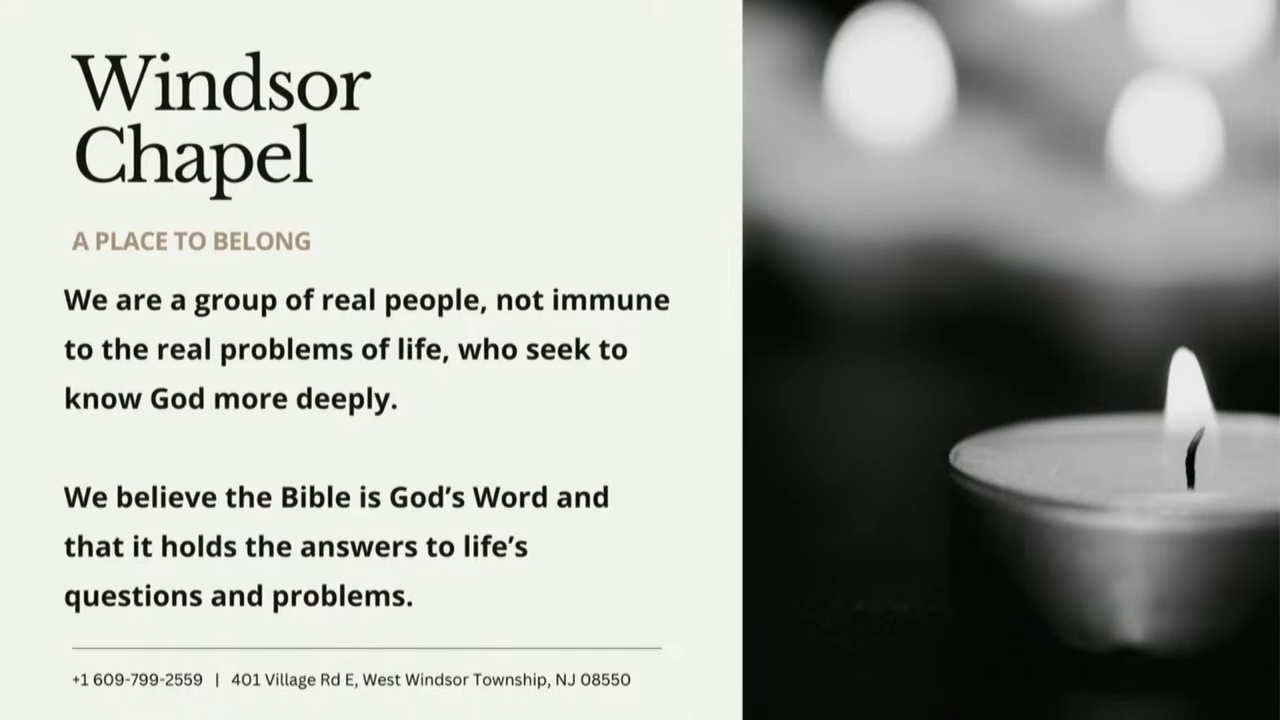 Windsor
Chapel
A PLACE TO BELONG
We are a group of real people, not immune
to the real problems of life, who seek to
know God more deeply.
We believe the Bible is God’s Word and
that it holds the answers to life’s
questions and problems.
+1 609-799-2559 | 401 Village Rd E, West Windsor Township, NJ 08550